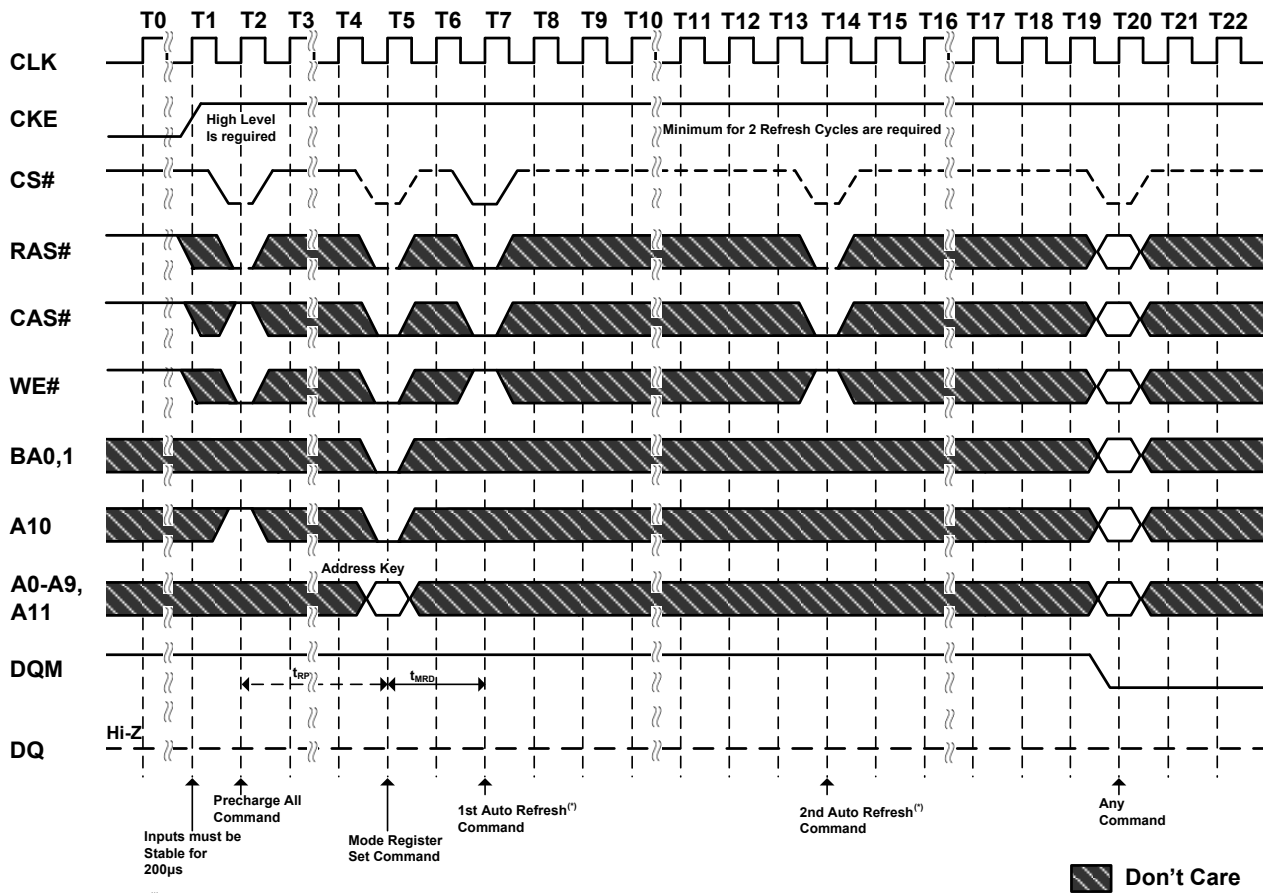 T0 T1 T2 T3 T4 T5 T6 T7 T8 T9 T10 T11 T12 T13 T14 T15 T16 T17 T18 T19 T20 T21 T22
CLK
CKE
High Level
Is reguired
Minimum for 2 Refresh Cycles are required
CS#
RAS#
CAS#
WE#
BA0,1
A10
Address Key
A0-A9,
A11
DQM
tRP
tMRD
Hi-Z
DQ
Inputs must be
Stable for
200µs
Precharge All
Command
Mode Register
Set Command
1st Auto Refresh(*)
Command
2nd Auto Refresh(*)
Command
Any
Command
Don't Care